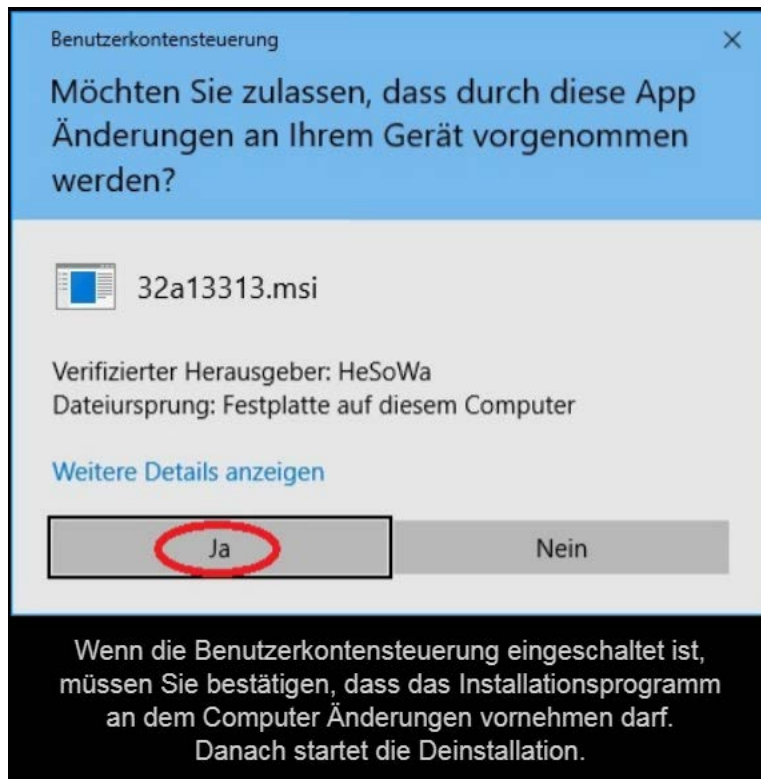 Benutzerkontensteuerung
Möchten Sie zulassen, dass durch diese App
Änderungen an Ihrem Gerät vorgenommen
werden?
32a13313.msi
Verifizierter Herausgeber: HeSoWa
Dateiursprung: Festplatte auf diesem Computer
Weitere Details anzeigen
Ja
Nein
Wenn die Benutzerkontensteuerung eingeschaltet ist,
müssen Sie bestätigen, dass das Installationsprogramm
an dem Computer Änderungen vornehmen darf.
Danach startet die Deinstallation.